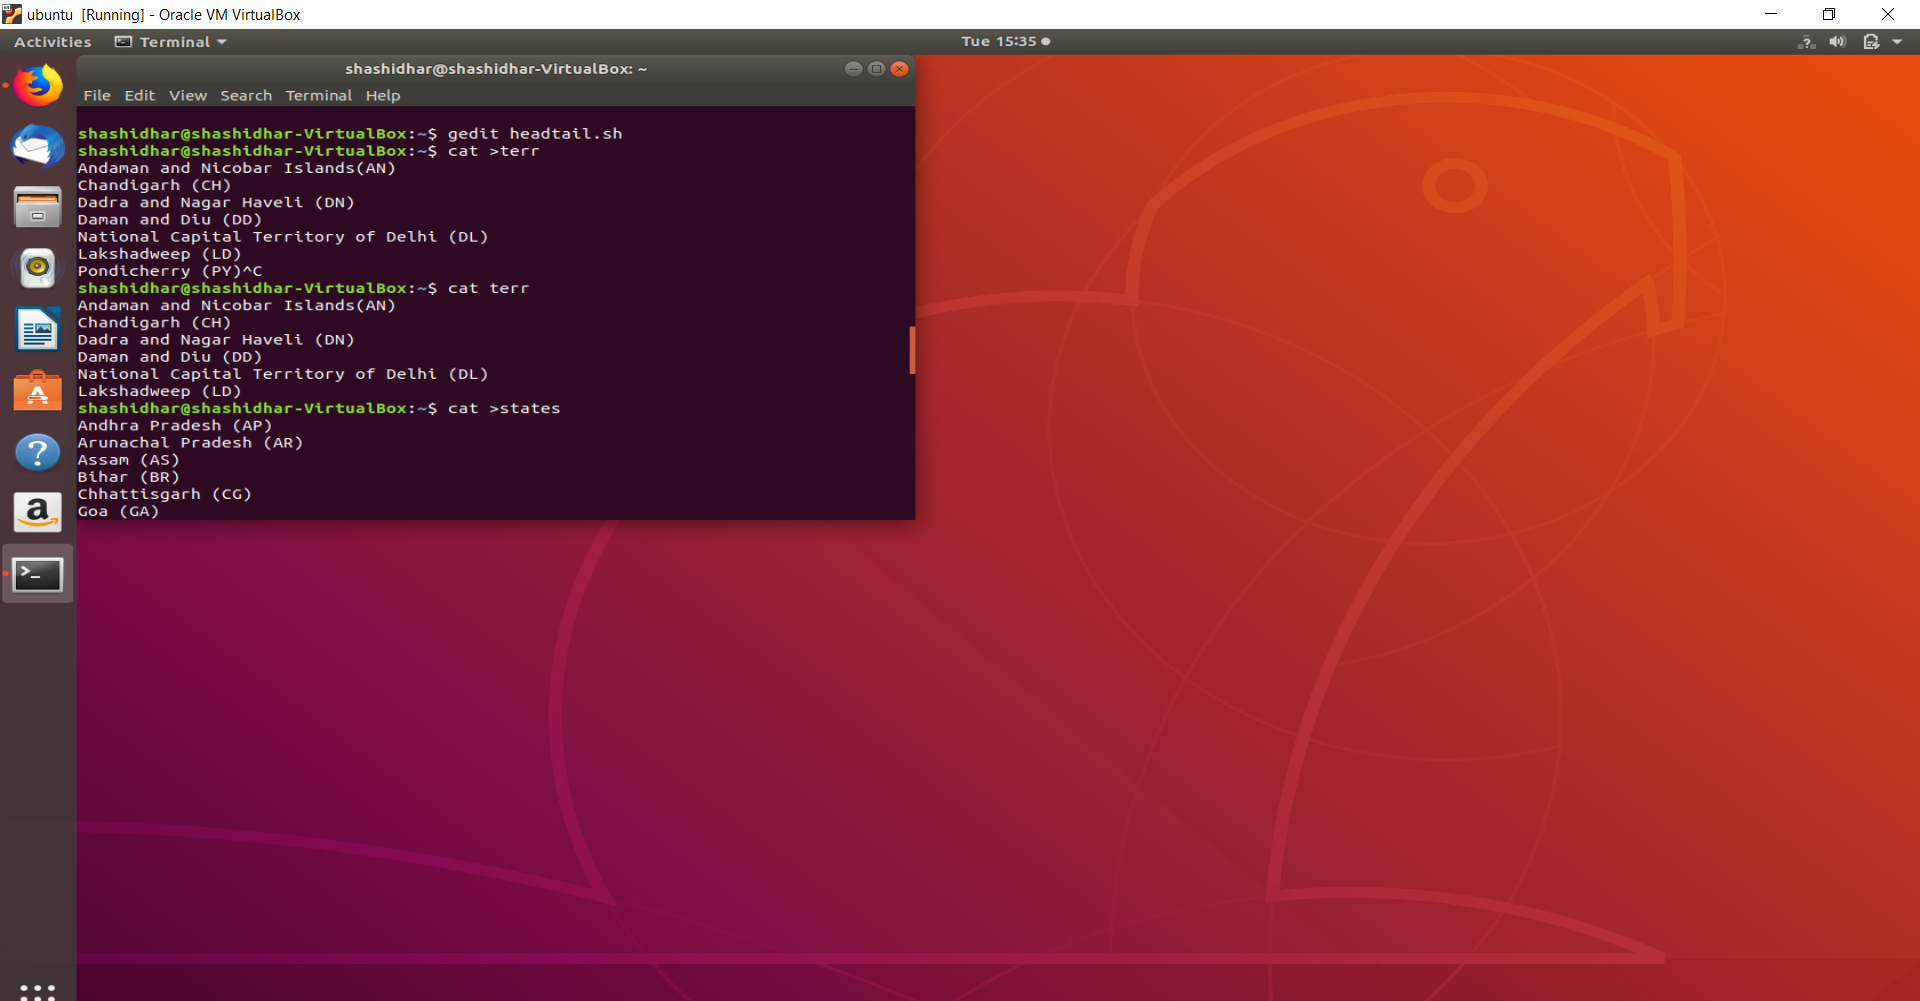 ubuntu [Running] - Oracle VM VirtualBox
Activities Terminal Tue 15:35
shashidhar@shashidhar-VirtualBox: ~
File Edit View Search Terminal Help
shashidhar@shashidhar-VirtualBox:~$ gedit headtail.sh
shashidhar@shashidhar-VirtualBox:~$ cat >terr
Andaman and Nicobar Islands(AN)
Chandigarh (CH)
Dadra and Nagar Haveli (DN)
Daman and Diu (DD)
National Capital Territory of Delhi (DL)
Lakshadweep (LD)
Pondicherry (PY)^C
shashidhar@shashidhar-VirtualBox:~$ cat terr
Andaman and Nicobar Islands(AN)
Chandigarh (CH)
Dadra and Nagar Haveli (DN)
Daman and Diu (DD)
National Capital Territory of Delhi (DL)
Lakshadweep (LD)
shashidhar@shashidhar-VirtualBox:~$ cat >states
Andhra Pradesh (AP)
Arunachal Pradesh (AR)
Assam (AS)
Bihar (BR)
Chhattisgarh (CG)
Goa (GA)